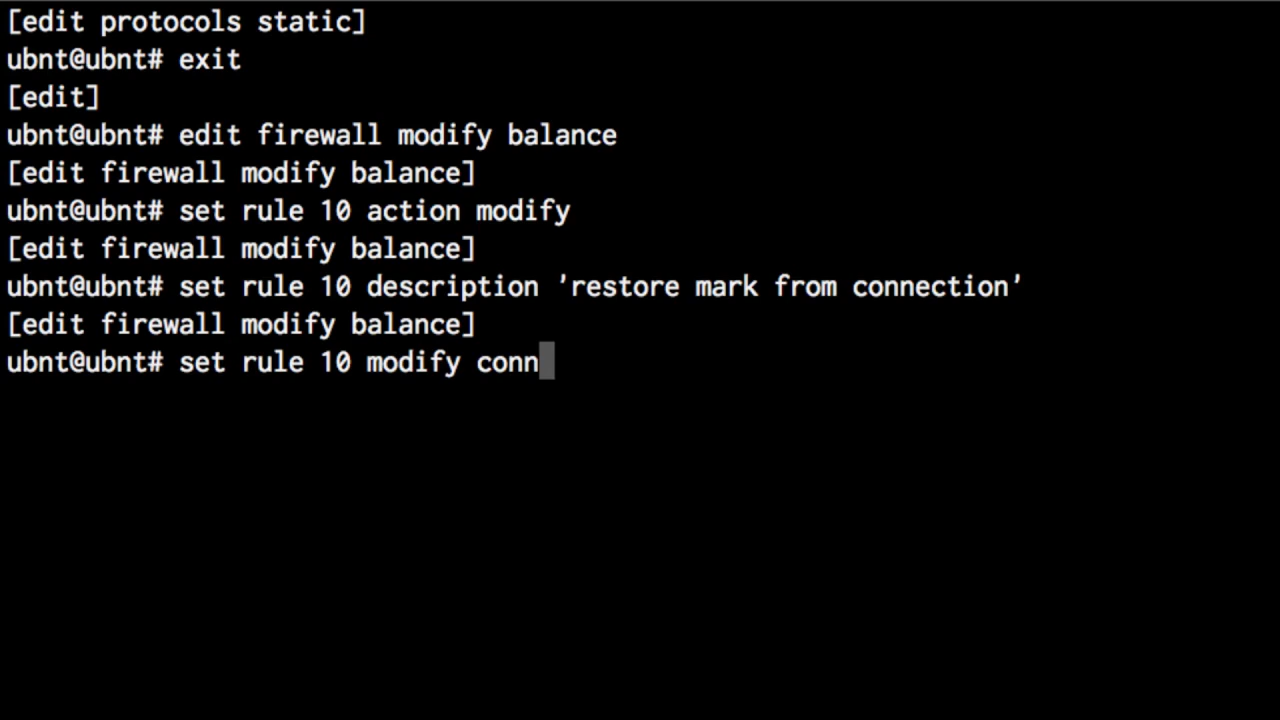 [edit protocols static]
ubnt@ubnt# exit
[edit]
ubnt@ubnt# edit firewall modify balance
[edit firewall modify balance]
ubnt@ubnt# set rule 10 action modify
[edit firewall modify balance]
ubnt@ubnt# set rule 10 description 'restore mark from connection'
[edit firewall modify balance]
ubnt@ubnt# set rule 10 modify conn